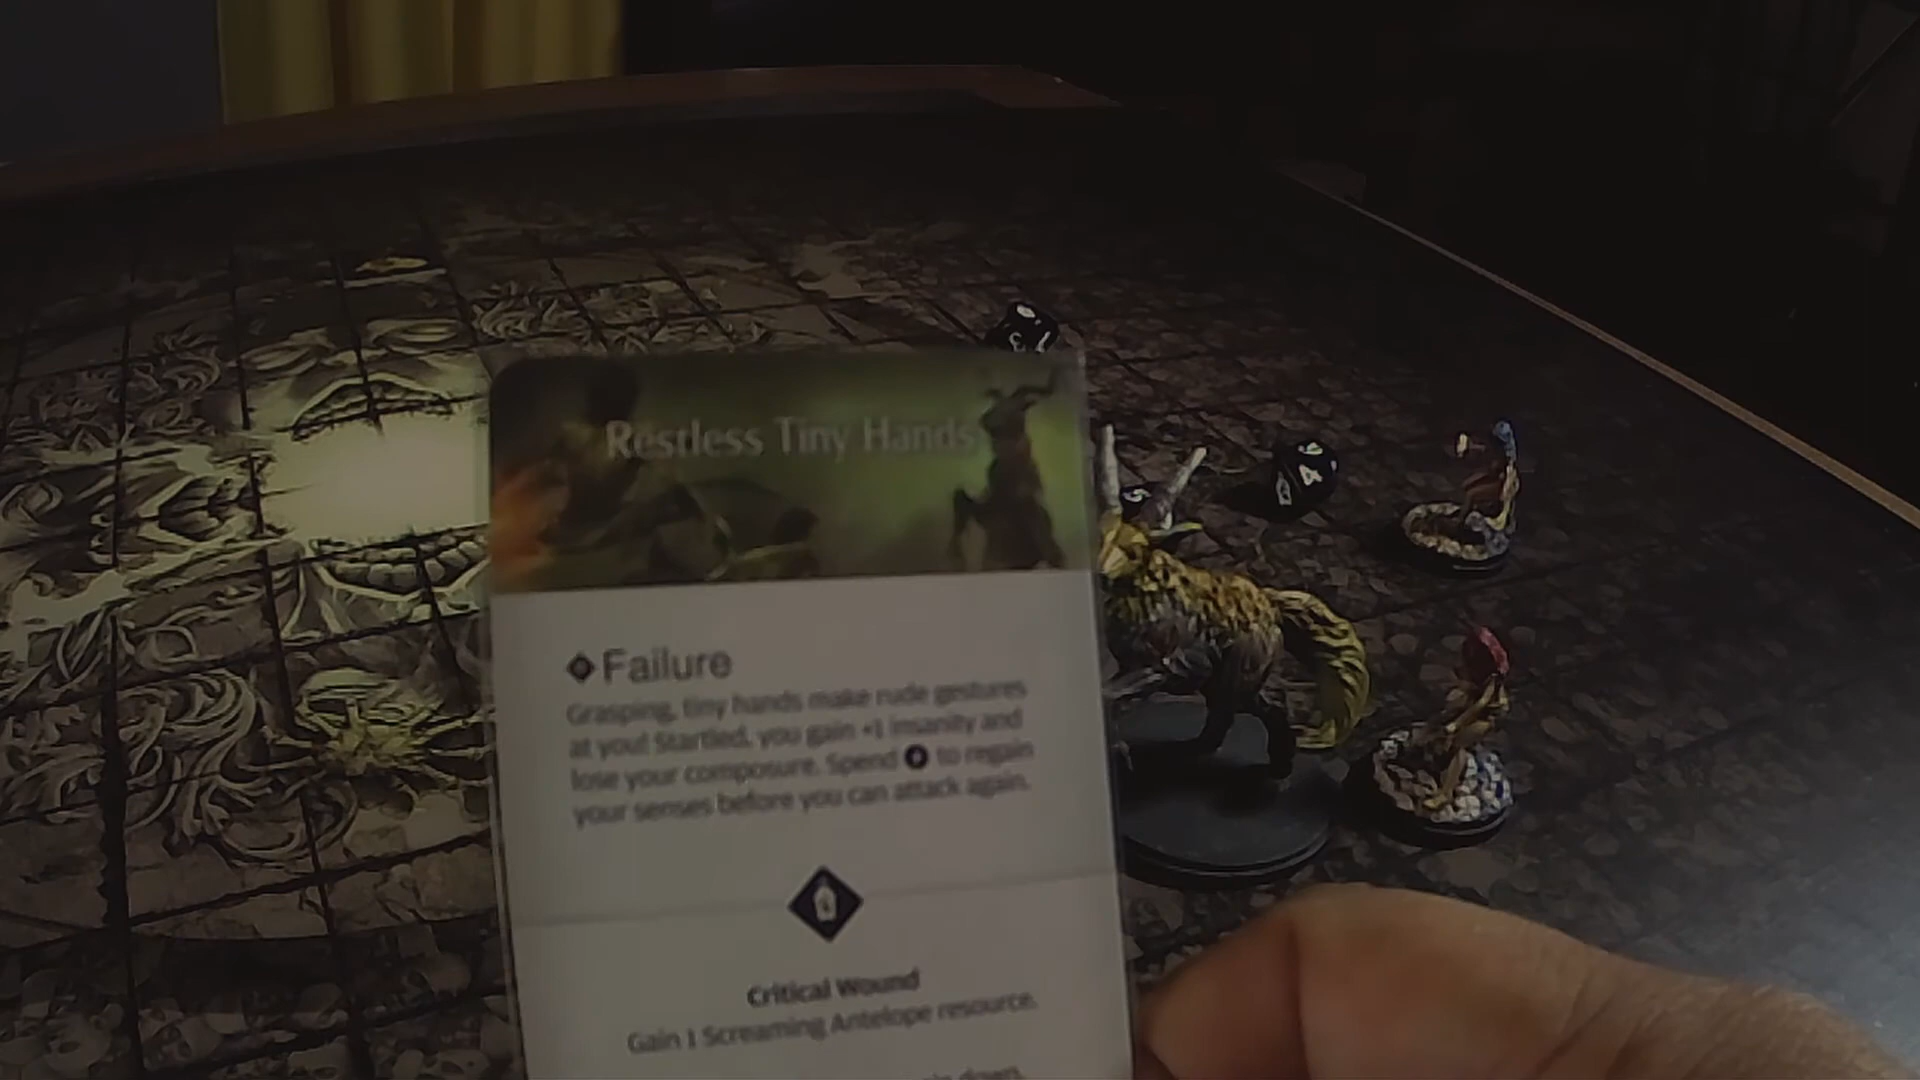 Restless Tiny Hands
Failure
Grasping, tiny hands make rude gestures
at you! Startled, you gain +1 insanity and
lose your composure. Spend to regain
your senses before you can attack again.
Critical Wound
Gain 1 Screaming Antelope resource.
down.
4